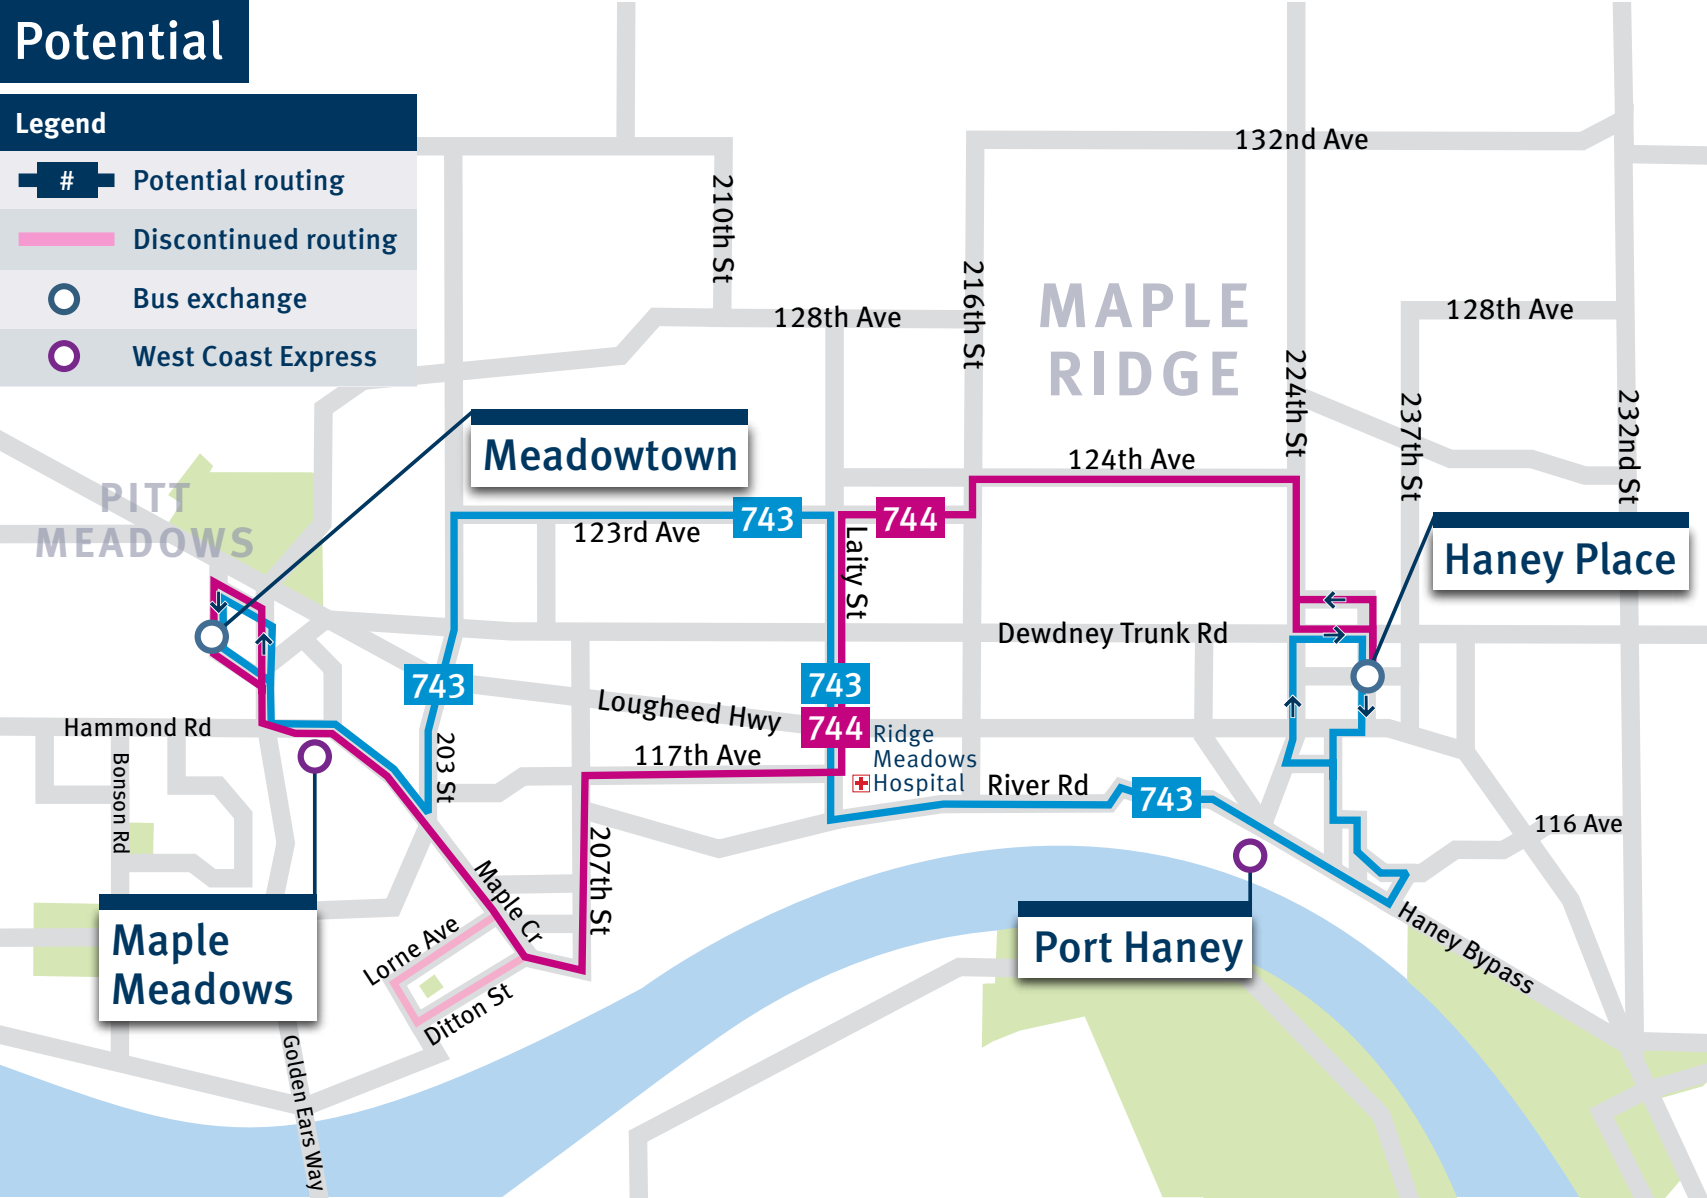 Potential
Legend
# Potential routing
Discontinued routing
Bus exchange
West Coast Express
132nd Ave
210th St
216th St
128th Ave
MAPLE
RIDGE
128th Ave
224th St
237th St
232nd St
Meadowtown
124th Ave
PITT
MEADOWS
743
744
123rd Ave
Laity St
Haney Place
Dewdney Trunk Rd
743
743
744
Lougheed Hwy
Hammond Rd
Ridge
Meadows
Hospital
117th Ave
203 St
Bonson Rd
River Rd
743
116 Ave
207th St
Maple Cr
Lorne Ave
Ditton St
Maple
Meadows
Port Haney
Haney Bypass
Golden Ears Way